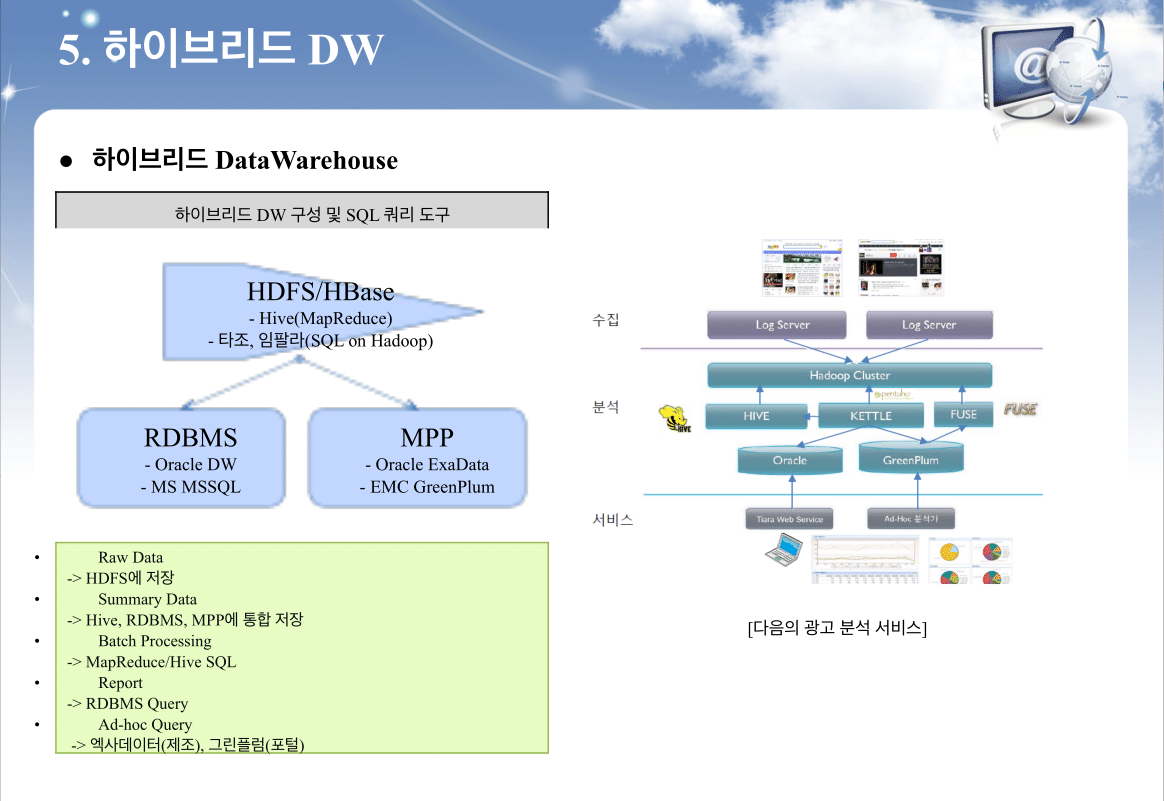 5. 하이브리드 DW
● 하이브리드 DataWarehouse
하이브리드 DW 구성 및 SQL 쿼리 도구
HDFS/HBase
- Hive(MapReduce)
- 타조, 임팔라(SQL on Hadoop)
RDBMS
- Oracle DW
- MS MSSQL
MPP
- Oracle ExaData
- EMC GreenPlum
• Raw Data
-> HDFS에 저장
• Summary Data
-> Hive, RDBMS, MPP에 통합 저장
• Batch Processing
-> MapReduce/Hive SQL
• Report
-> RDBMS Query
• Ad-hoc Query
-> 엑사데이터(제조), 그린플럼(포털)
수집
Log Server
Log Server
Hadoop Cluster
분석
pentaho
HIVE
HIVE
KETTLE
FUSE
FUSE
Oracle
GreenPlum
서비스
Tiara Web Service
Ad-Hoc 분석가
[다음의 광고 분석 서비스]